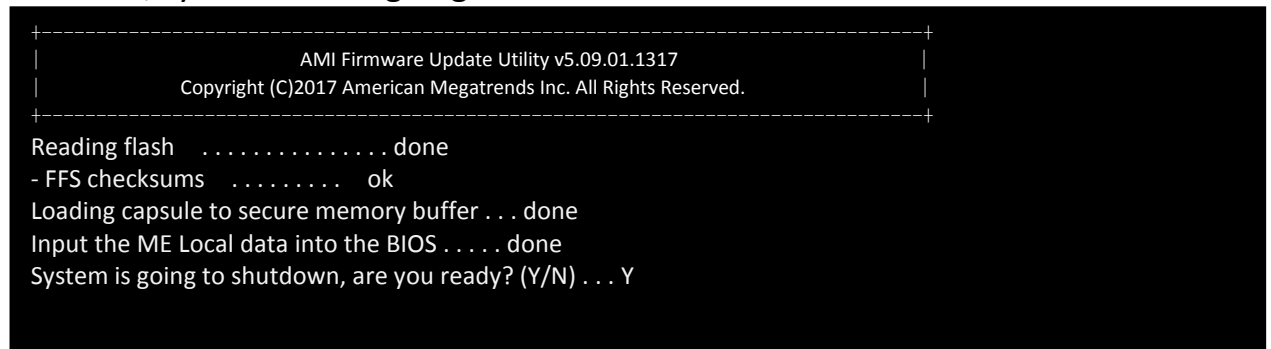 +--------------------------------------------------------------------------------+
| AMI Firmware Update Utility v5.09.01.1317 |
| Copyright (C)2017 American Megatrends Inc. All Rights Reserved. |
+--------------------------------------------------------------------------------+
Reading flash . . . . . . . . . . . . . . . done
- FFS checksums . . . . . . . . . ok
Loading capsule to secure memory buffer . . . done
Input the ME Local data into the BIOS . . . . . done
System is going to shutdown, are you ready? (Y/N) . . . Y